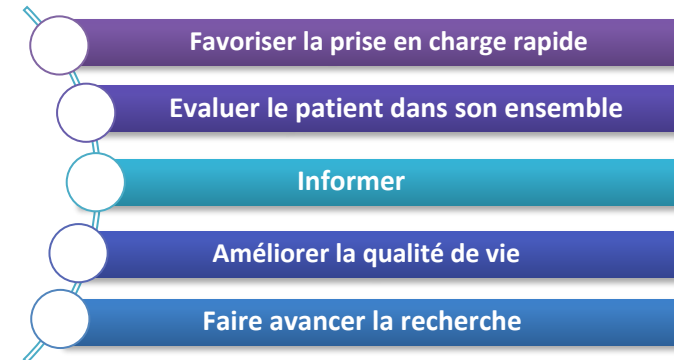 Favoriser la prise en charge rapide
Evaluer le patient dans son ensemble
Informer
Améliorer la qualité de vie
Faire avancer la recherche